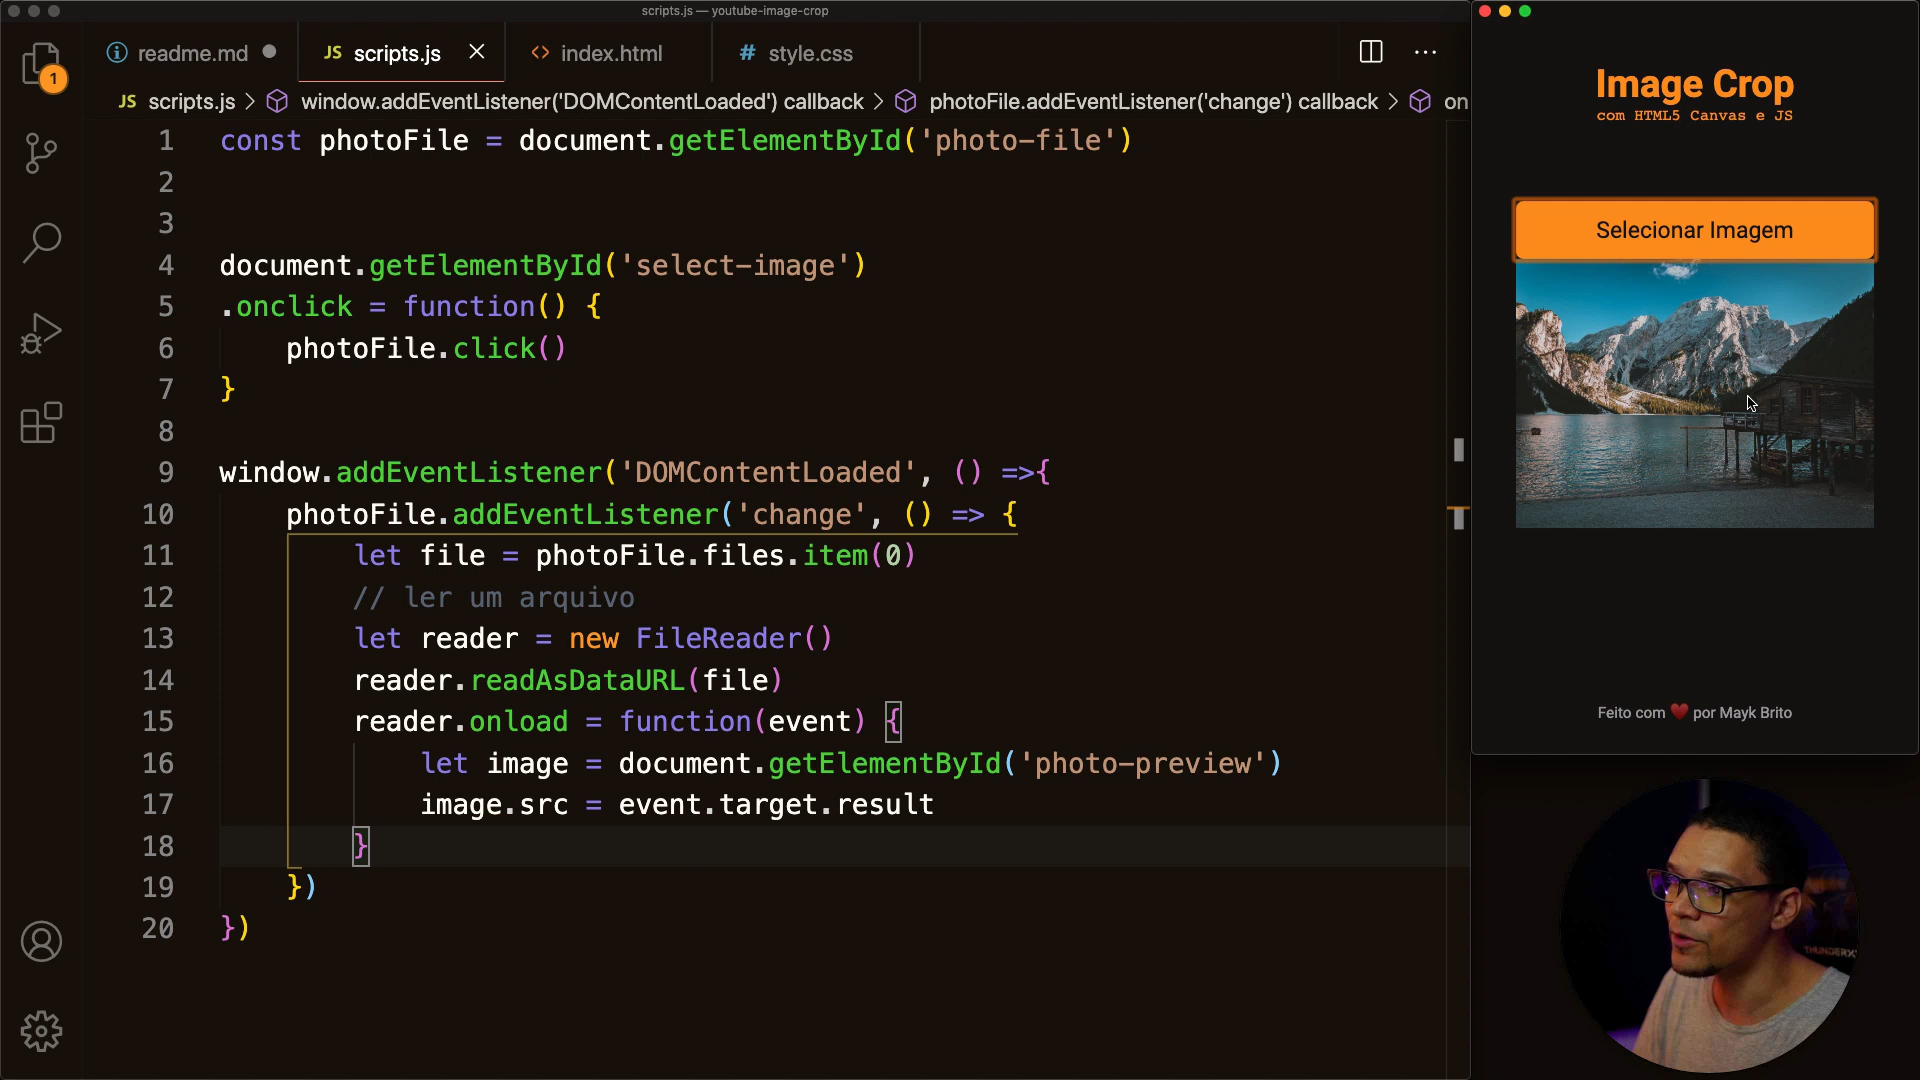 scripts.js — youtube-image-crop
readme.md
JS scripts.js
index.html
# style.css
1
JS scripts.js > window.addEventListener('DOMContentLoaded') callback > photoFile.addEventListener('change') callback > on
1 const photoFile = document.getElementById('photo-file')
2
3
4 document.getElementById('select-image')
5 .onclick = function() {
6 photoFile.click()
7 }
8
9 window.addEventListener('DOMContentLoaded', () =>{
10 photoFile.addEventListener('change', () => {
11 let file = photoFile.files.item(0)
12 // ler um arquivo
13 let reader = new FileReader()
14 reader.readAsDataURL(file)
15 reader.onload = function(event) {
16 let image = document.getElementById('photo-preview')
17 image.src = event.target.result
18 }
19 })
20 })
Image Crop
com HTML5 Canvas e JS
Selecionar Imagem
Feito com ❤️ por Mayk Brito